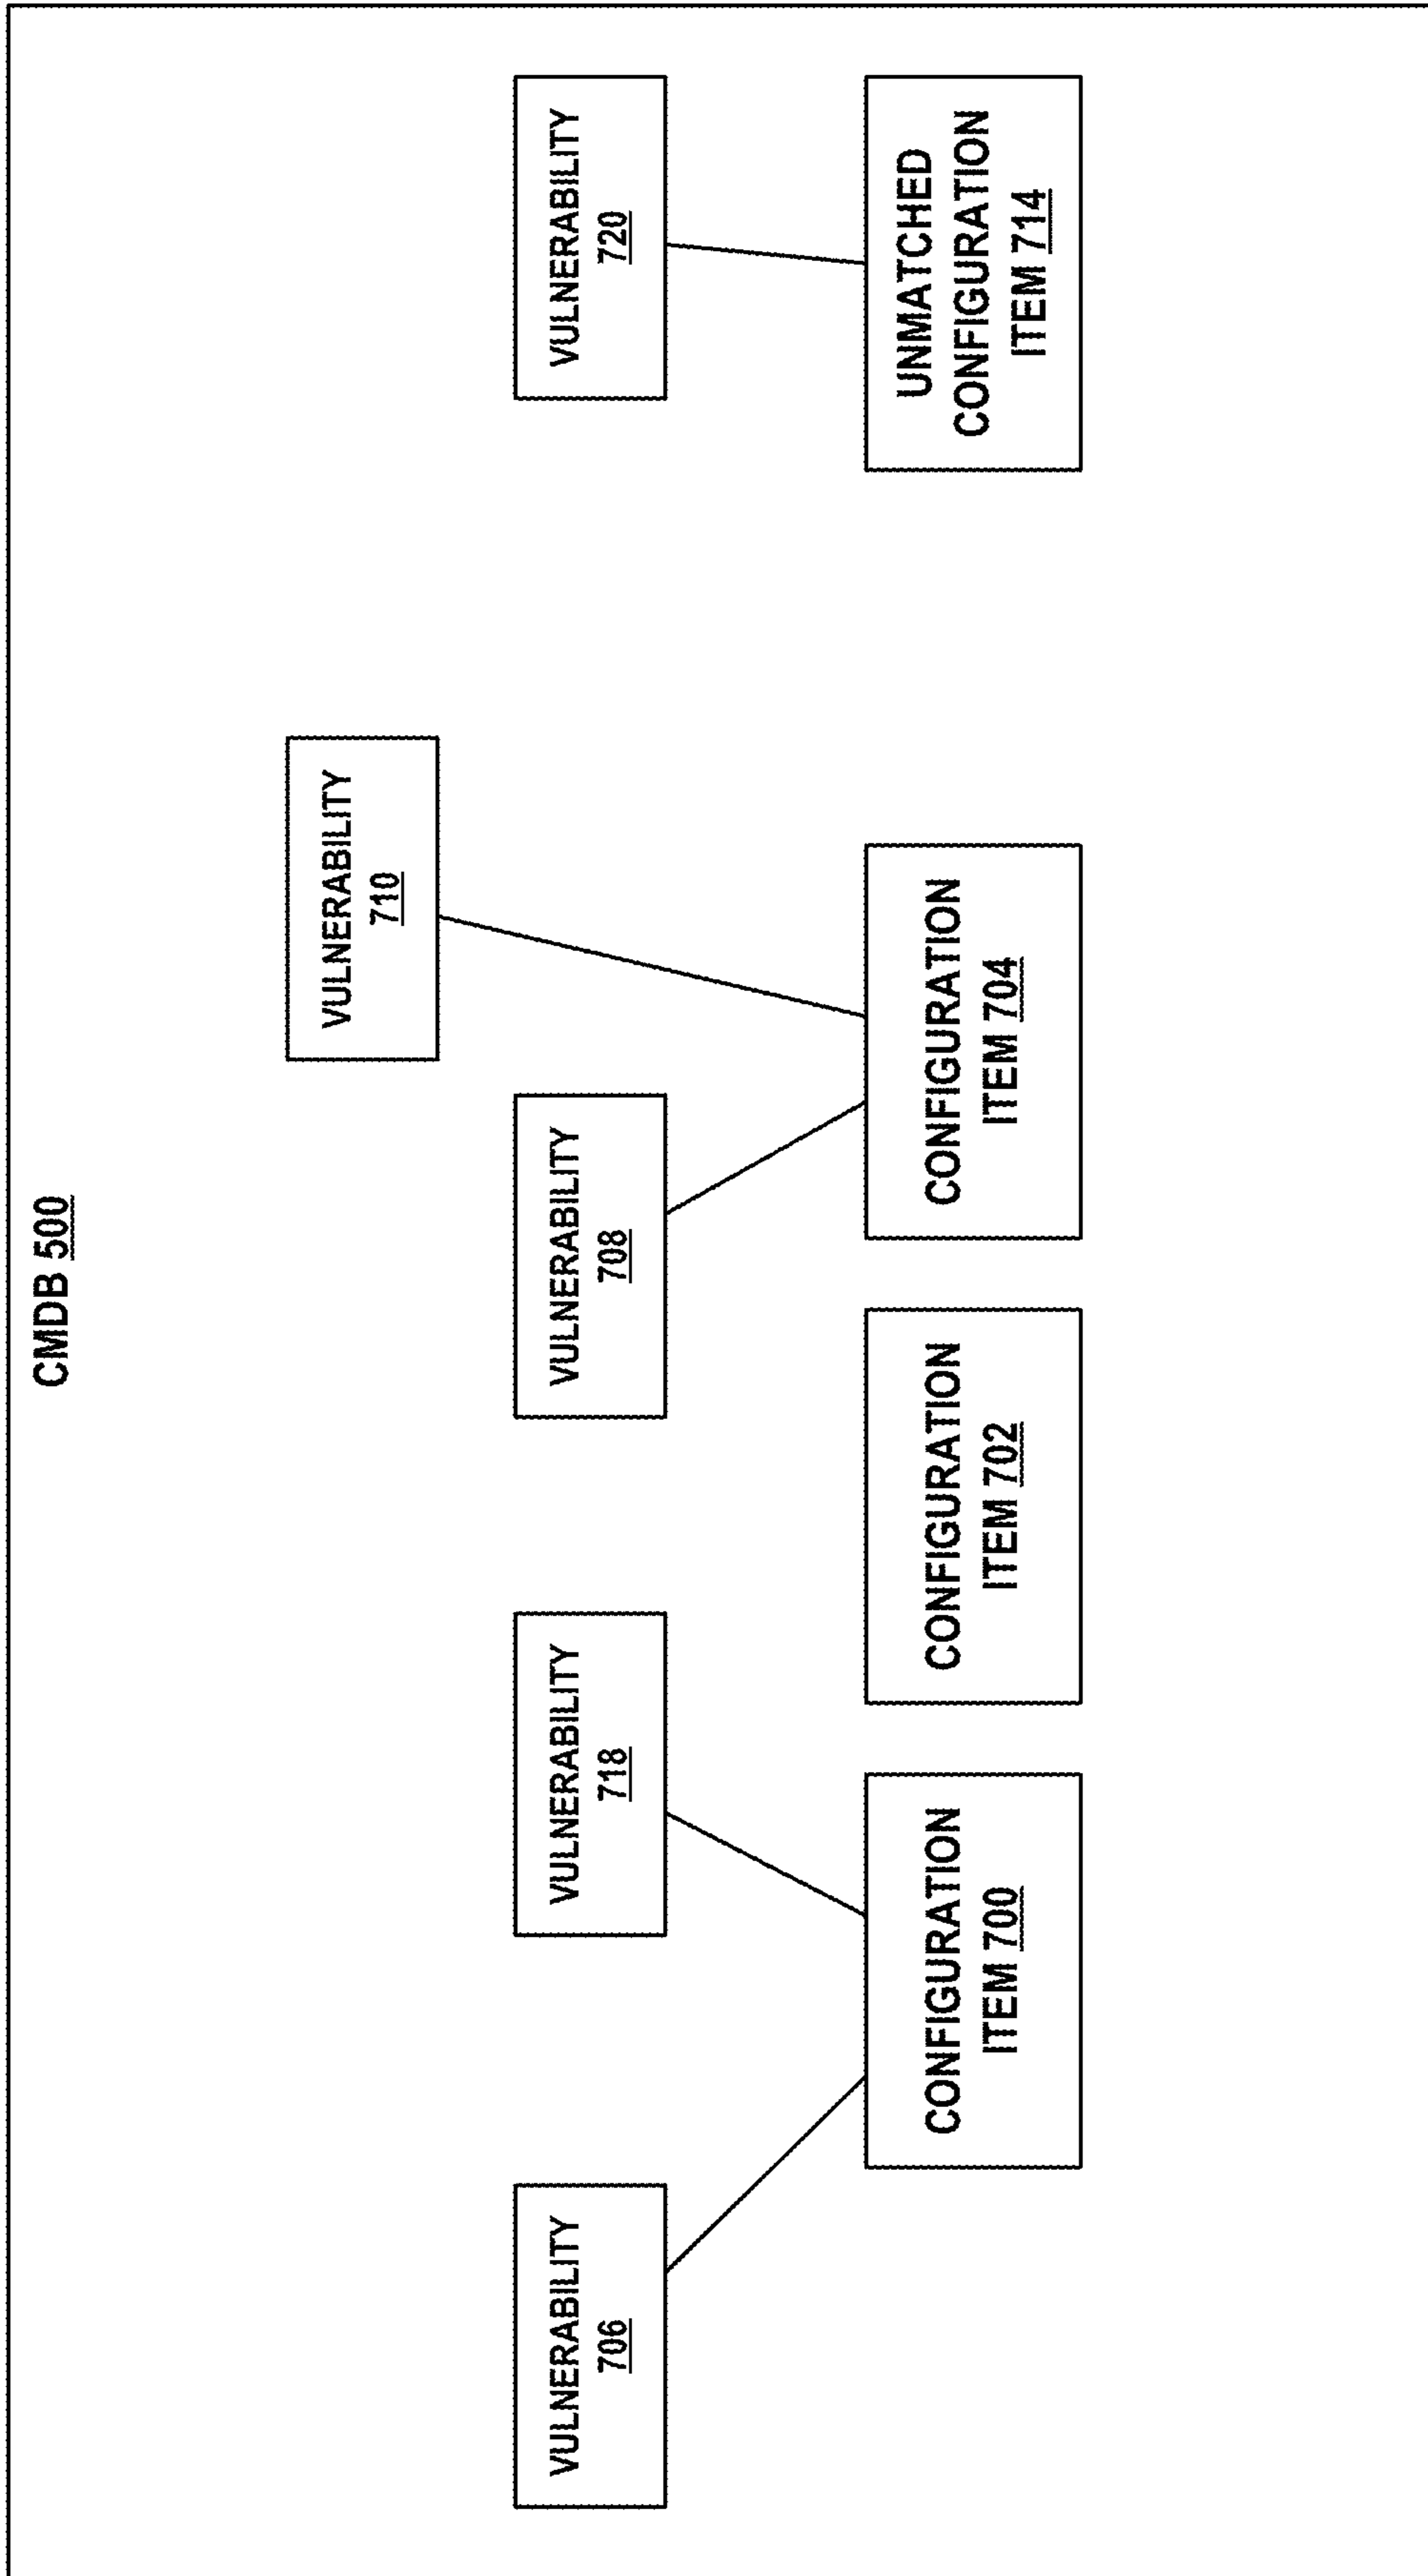 CMDB 500
VULNERABILITY
710
VULNERABILITY
706
VULNERABILITY
718
VULNERABILITY
708
VULNERABILITY
720
CONFIGURATION
ITEM 700
CONFIGURATION
ITEM 702
CONFIGURATION
ITEM 704
UNMATCHED
CONFIGURATION
ITEM 714